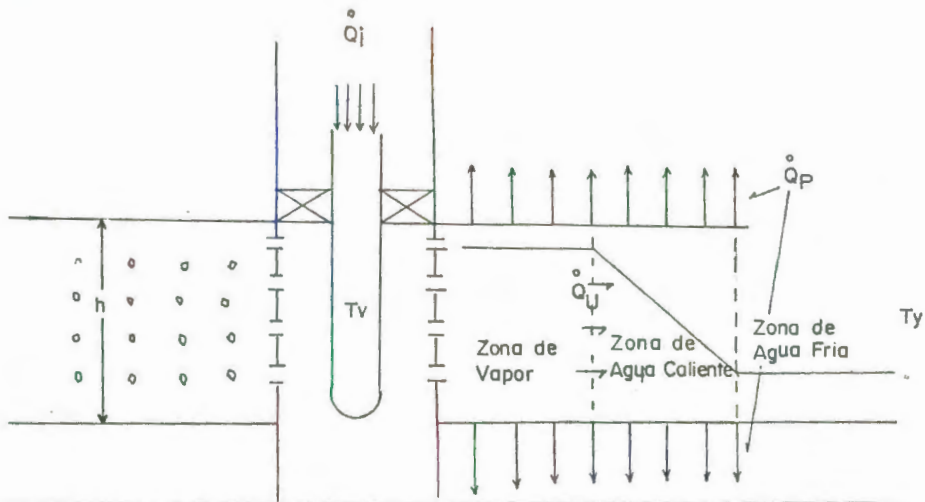 Q̊i
Q̊P
h
Tv
Q̊U
Ty
Zona de
Vapor
Zona de
Agua Caliente
Zona de
Agua Fria